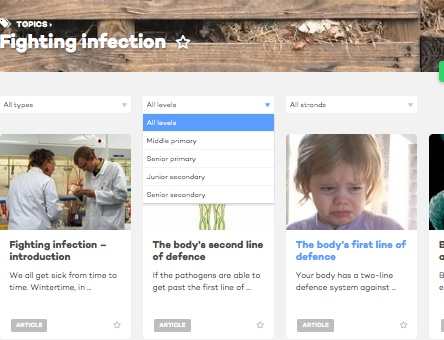 TOPICS ›
Fighting infection
All types
All levels
All strands
All levels
Middle primary
Senior primary
Junior secondary
Senior secondary
Fighting infection –
introduction
We all get sick from time to
time. Wintertime, in ...
ARTICLE
The body's second line
of defence
If the pathogens are able to
get past the first line of ...
ARTICLE
The body's first line of
defence
Your body has a two-line
defence system against ...
ARTICLE